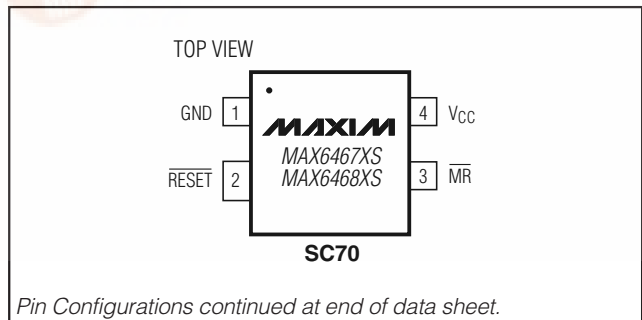 TOP VIEW
GND 1
4 VCC
MAXIM
MAX6467XS
MAX6468XS
RESET 2
3 MR
SC70
Pin Configurations continued at end of data sheet.